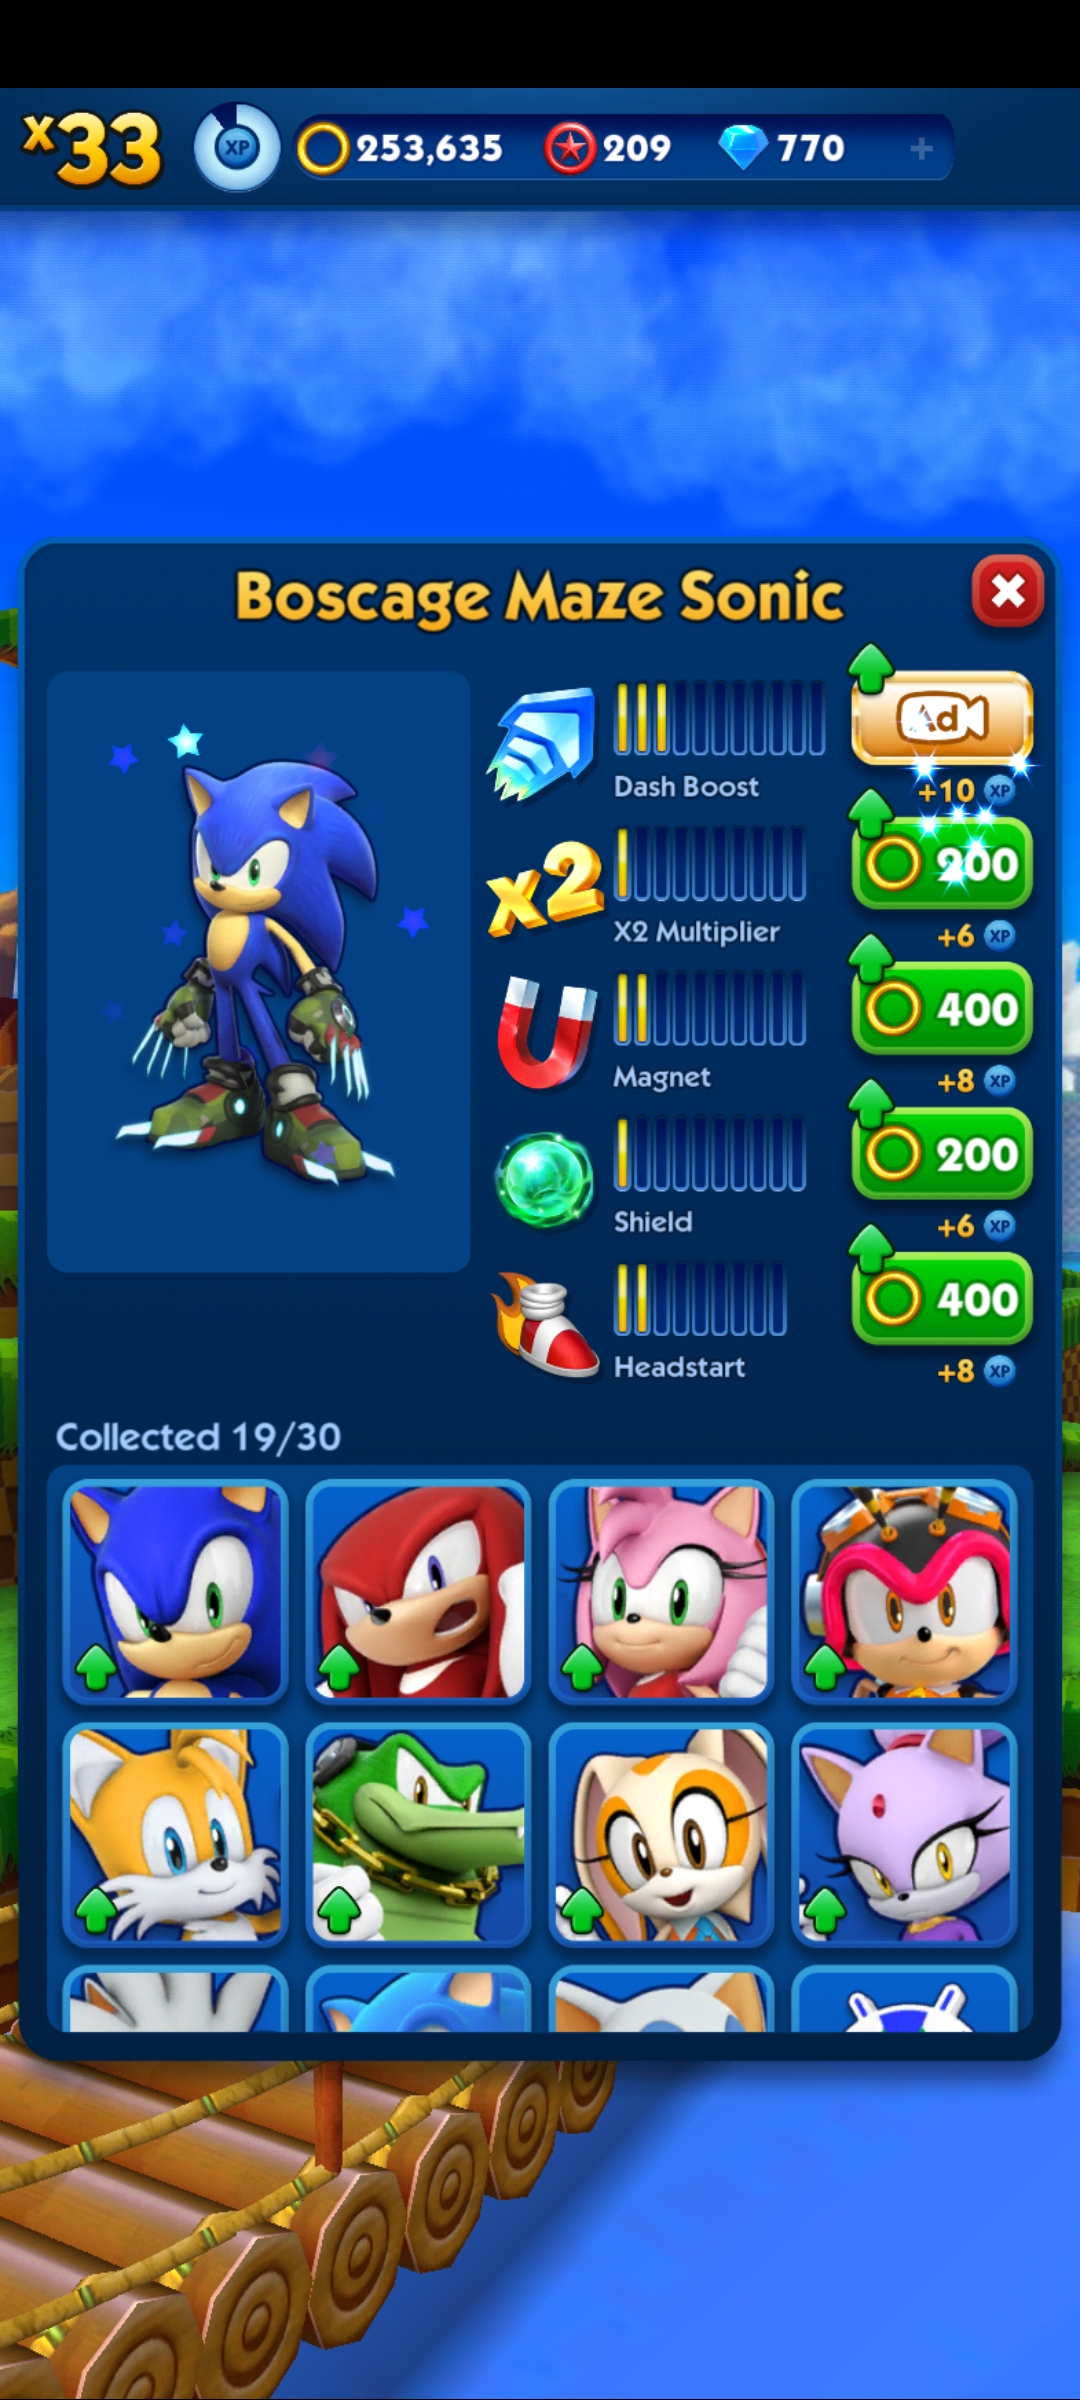 x33 XP 253,635 209 770 +
Boscage Maze Sonic
Ad
Dash Boost
+10 XP
x2
200
X2 Multiplier
+6 XP
400
Magnet
+8 XP
200
Shield
+6 XP
400
Headstart
+8 XP
Collected 19/30